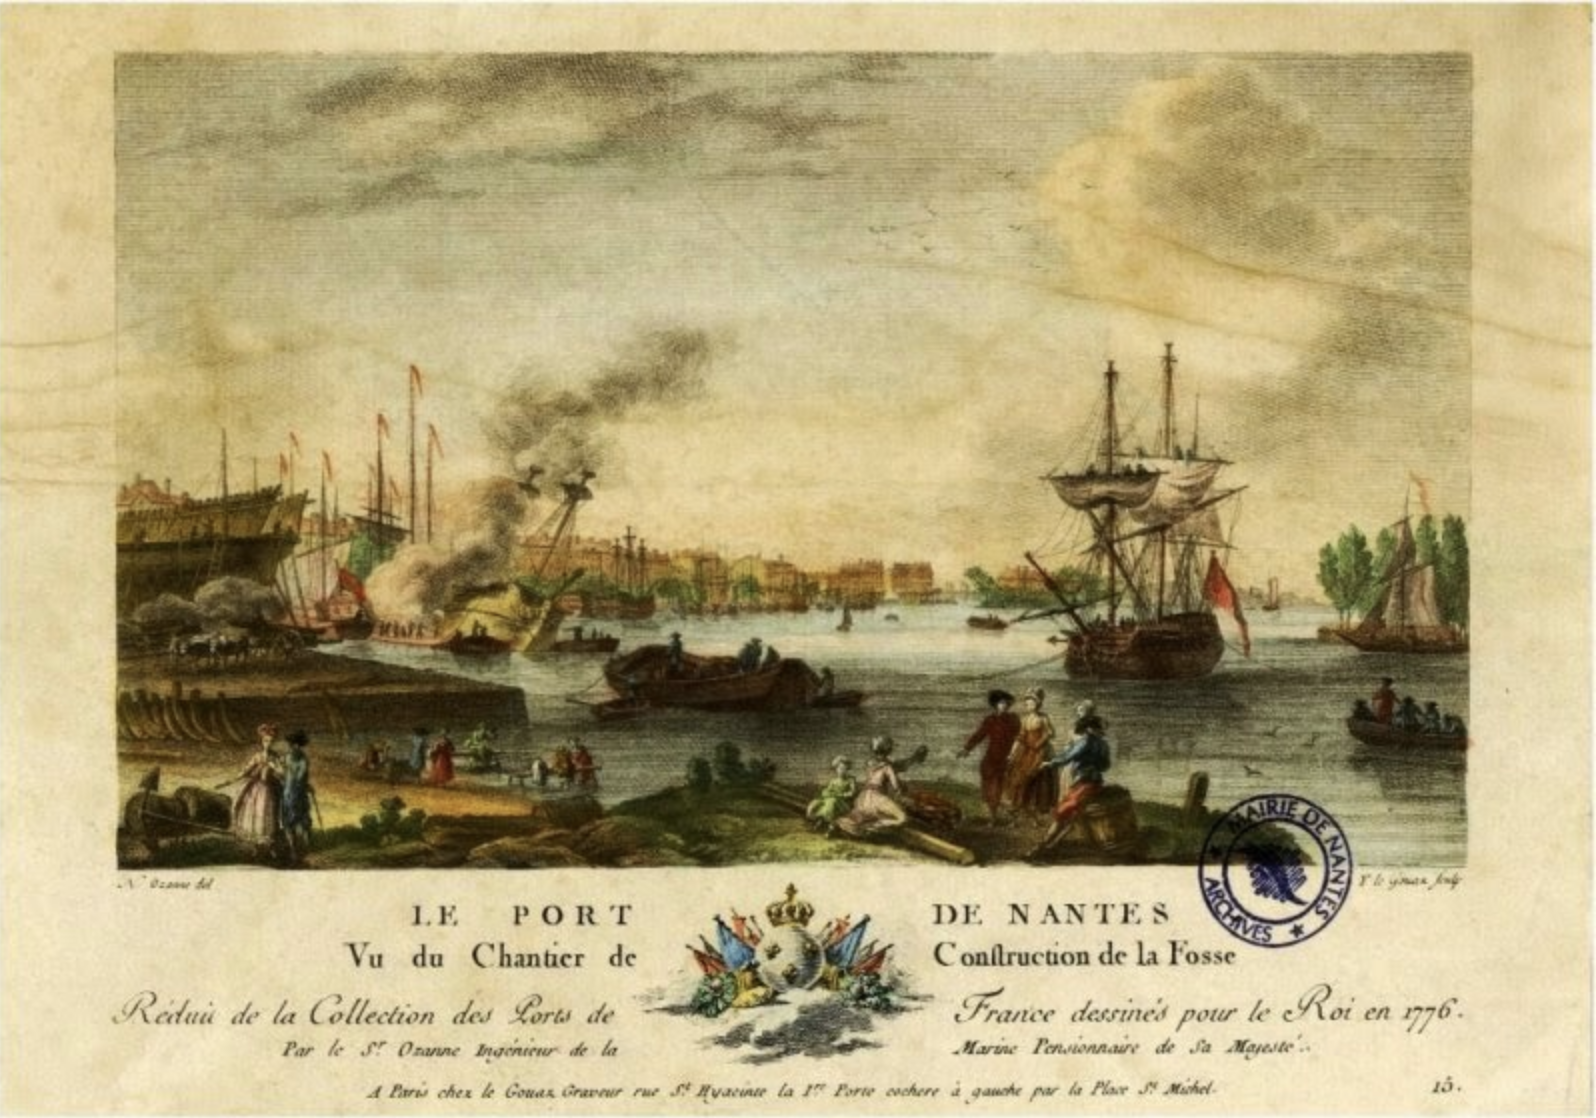 N. Ozanne del
Y. le Gouaz sculp
LE PORT DE NANTES
Vu du Chantier de Conſtruction de la Fosse
Réduit de la Collection des Ports de France dessinés pour le Roi en 1776.
Par le Sr. Ozanne Ingénieur de la Marine Pensionnaire de Sa Majesté.
A Paris chez le Gouaz Graveur rue St. Hyacinte la 1re. Porte cochere à gauche par la Place St. Michel.
15.
MAIRIE DE NANTES
ARCHIVES